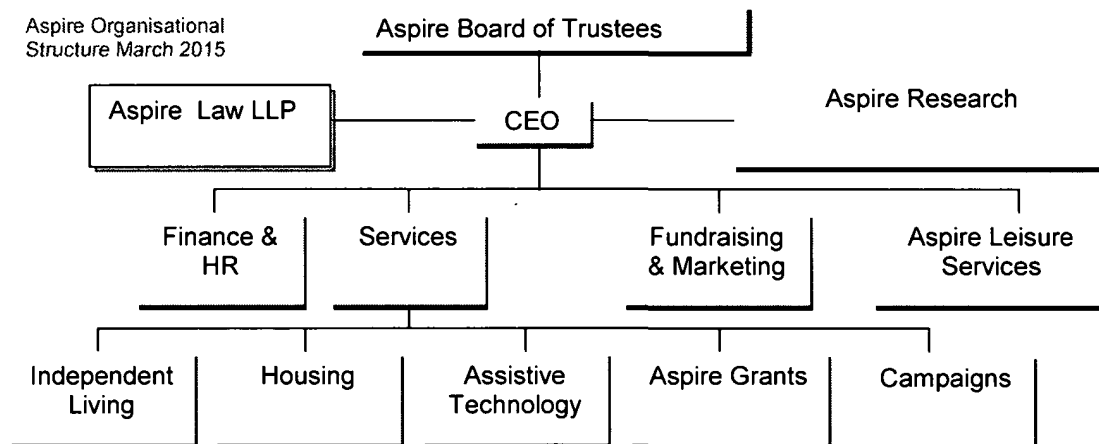 Aspire Organisational
Structure March 2015
Aspire Board of Trustees
Aspire Law LLP
CEO
Aspire Research
Finance &
HR
Services
Fundraising
& Marketing
Aspire Leisure
Services
Independent
Living
Housing
Assistive
Technology
Aspire Grants
Campaigns